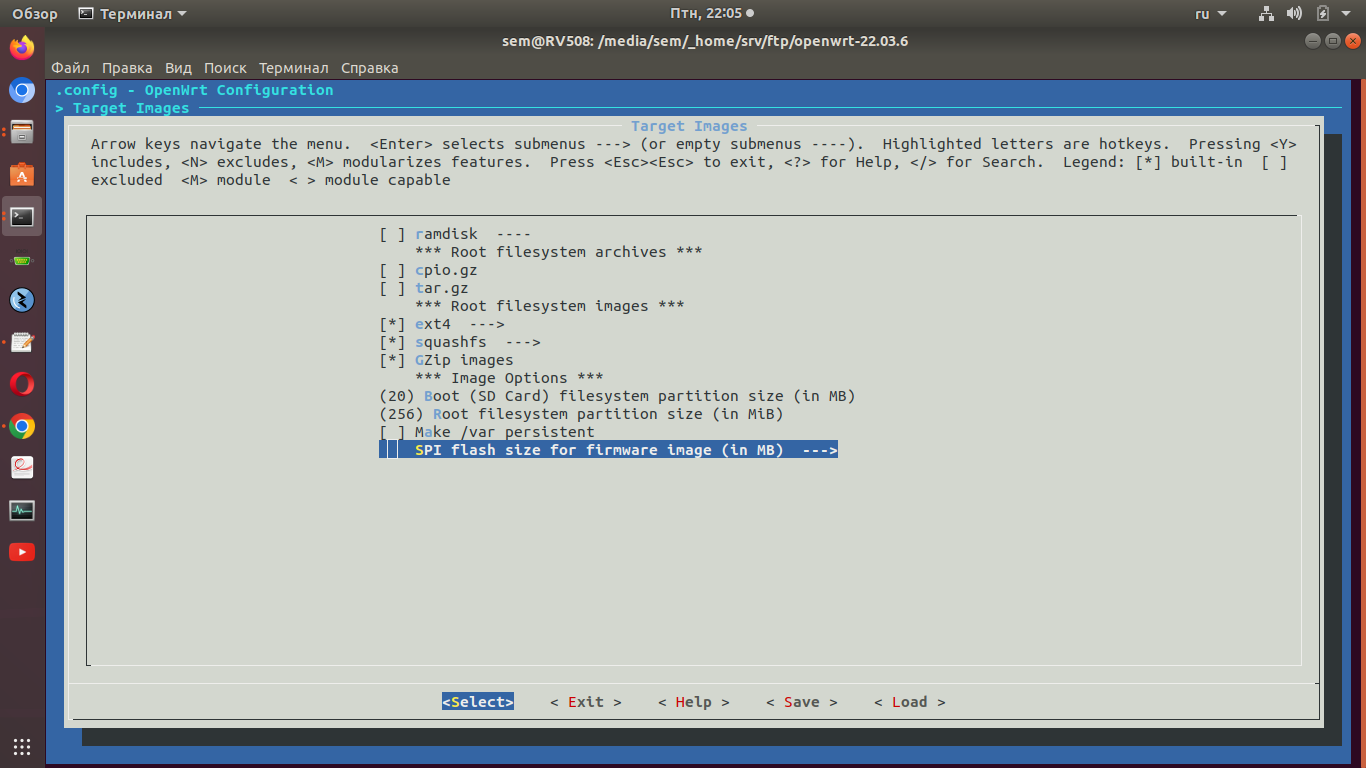 Обзор Терминал Птн, 22:05 ru
sem@RV508: /media/sem/_home/srv/ftp/openwrt-22.03.6
Файл Правка Вид Поиск Терминал Справка
.config - OpenWrt Configuration
> Target Images
Target Images
Arrow keys navigate the menu.  <Enter> selects submenus ---> (or empty submenus ----).  Highlighted letters are hotkeys.  Pressing <Y>
includes, <N> excludes, <M> modularizes features.  Press <Esc><Esc> to exit, <?> for Help, </> for Search.  Legend: [*] built-in  [ ]
excluded  <M> module  < > module capable
[ ] ramdisk  ----
*** Root filesystem archives ***
[ ] cpio.gz
[ ] tar.gz
*** Root filesystem images ***
[*] ext4  --->
[*] squashfs  --->
[*] GZip images
*** Image Options ***
(20) Boot (SD Card) filesystem partition size (in MB)
(256) Root filesystem partition size (in MiB)
[ ] Make /var persistent
SPI flash size for firmware image (in MB)  --->
<Select>    < Exit >    < Help >    < Save >    < Load >